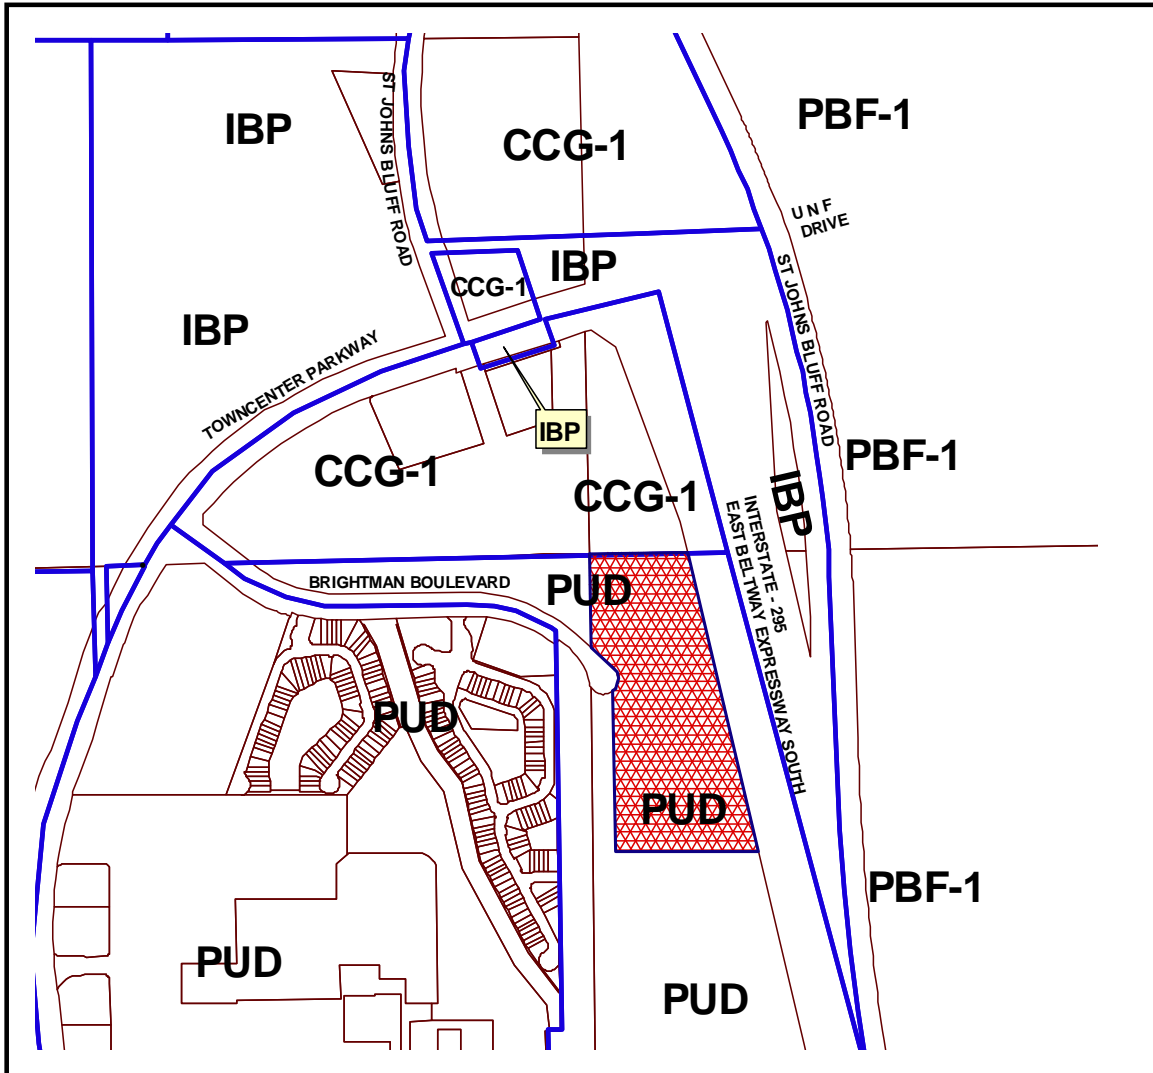 IBP
ST JOHNS BLUFF ROAD
CCG-1
PBF-1
U N F
DRIVE
CCG-1
IBP
ST JOHNS BLUFF ROAD
IBP
TOWNCENTER PARKWAY
IBP
CCG-1
CCG-1
PBF-1
IBP
INTERSTATE - 295
EAST BELTWAY EXPRESSWAY SOUTH
BRIGHTMAN BOULEVARD
PUD
PUD
PUD
PBF-1
PUD
PUD